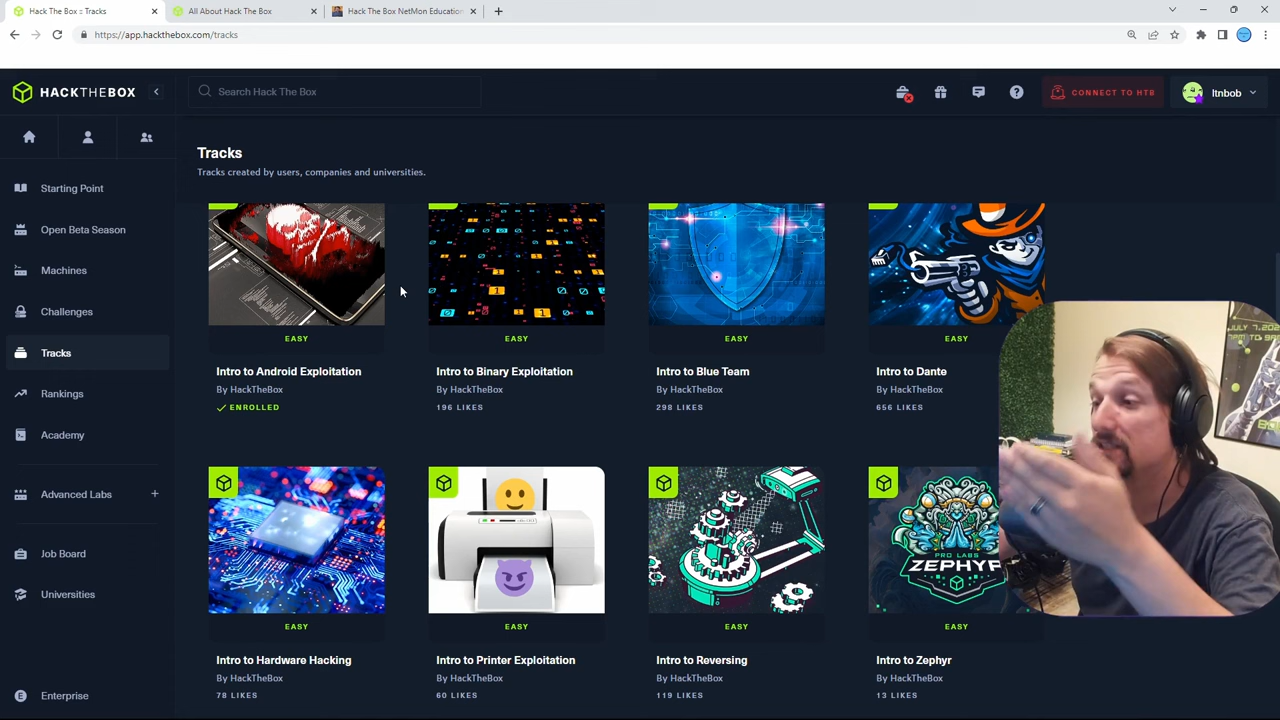 Hack The Box :: Tracks
All About Hack The Box
Hack The Box NetMon Education
https://app.hackthebox.com/tracks
HACKTHEBOX
Search Hack The Box
CONNECT TO HTB
ltnbob
Starting Point
Open Beta Season
Machines
Challenges
Tracks
Rankings
Academy
Advanced Labs
Job Board
Universities
Enterprise
Tracks
Tracks created by users, companies and universities.
EASY
EASY
EASY
EASY
Intro to Android Exploitation
Intro to Binary Exploitation
Intro to Blue Team
Intro to Dante
By HackTheBox
By HackTheBox
By HackTheBox
By HackTheBox
ENROLLED
196 LIKES
298 LIKES
656 LIKES
PRO LABS
ZEPHYR
EASY
EASY
EASY
EASY
Intro to Hardware Hacking
Intro to Printer Exploitation
Intro to Reversing
Intro to Zephyr
By HackTheBox
By HackTheBox
By HackTheBox
By HackTheBox
78 LIKES
60 LIKES
119 LIKES
13 LIKES